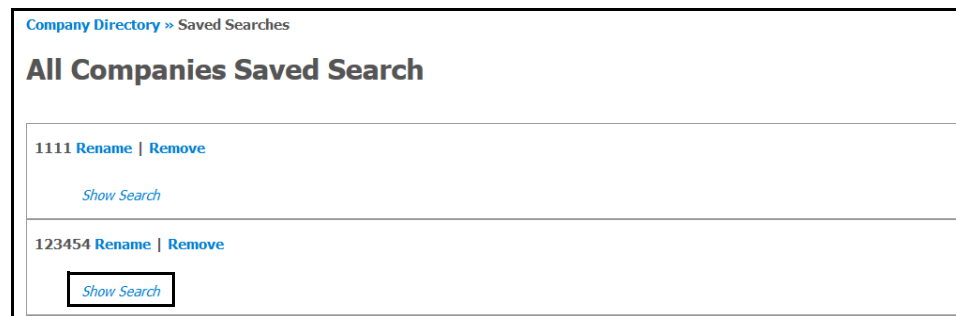 Company Directory » Saved Searches
All Companies Saved Search
1111 Rename | Remove
Show Search
123454 Rename | Remove
Show Search